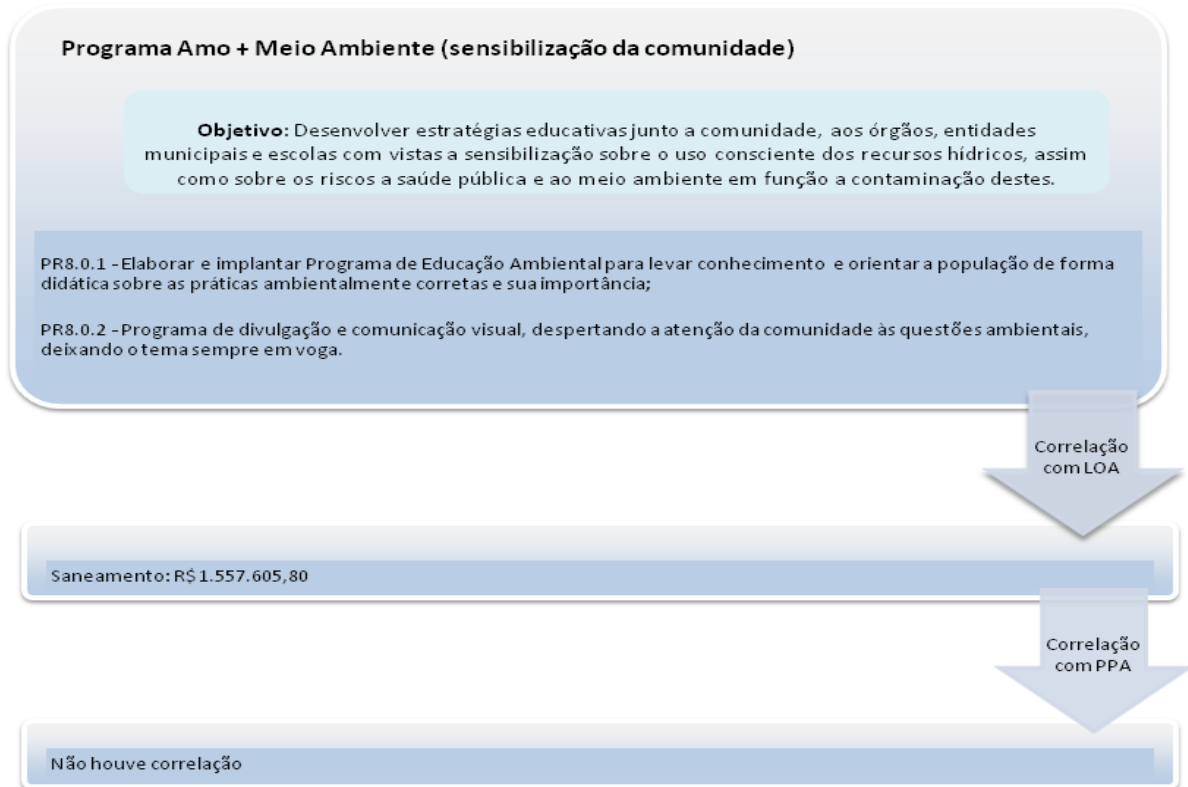 Programa Amo + Meio Ambiente (sensibilização da comunidade)
Objetivo: Desenvolver estratégias educativas junto a comunidade, aos órgãos, entidades
municipais e escolas com vistas a sensibilização sobre o uso consciente dos recursos hídricos, assim
como sobre os riscos a saúde pública e ao meio ambiente em função a contaminação destes.
PR8.0.1 - Elaborar e implantar Programa de Educação Ambiental para levar conhecimento e orientar a população de forma
didática sobre as práticas ambientalmente corretas e sua importância;
PR8.0.2 - Programa de divulgação e comunicação visual, despertando a atenção da comunidade às questões ambientais,
deixando o tema sempre em voga.
Correlação
com LOA
Saneamento: R$ 1.557.605,80
Correlação
com PPA
Não houve correlação